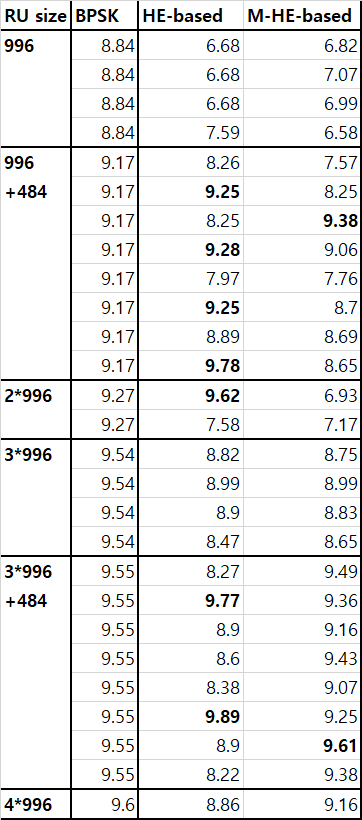 RU size BPSK HE-based M-HE-based
996 8.84 6.68 6.82
8.84 6.68 7.07
8.84 6.68 6.99
8.84 7.59 6.58
996 9.17 8.26 7.57
+484 9.17 9.25 8.25
9.17 8.25 9.38
9.17 9.28 9.06
9.17 7.97 7.76
9.17 9.25 8.7
9.17 8.89 8.69
9.17 9.78 8.65
2*996 9.27 9.62 6.93
9.27 7.58 7.17
3*996 9.54 8.82 8.75
9.54 8.99 8.99
9.54 8.9 8.83
9.54 8.47 8.65
3*996 9.55 8.27 9.49
+484 9.55 9.77 9.36
9.55 8.9 9.16
9.55 8.6 9.43
9.55 8.38 9.07
9.55 9.89 9.25
9.55 8.9 9.61
9.55 8.22 9.38
4*996 9.6 8.86 9.16